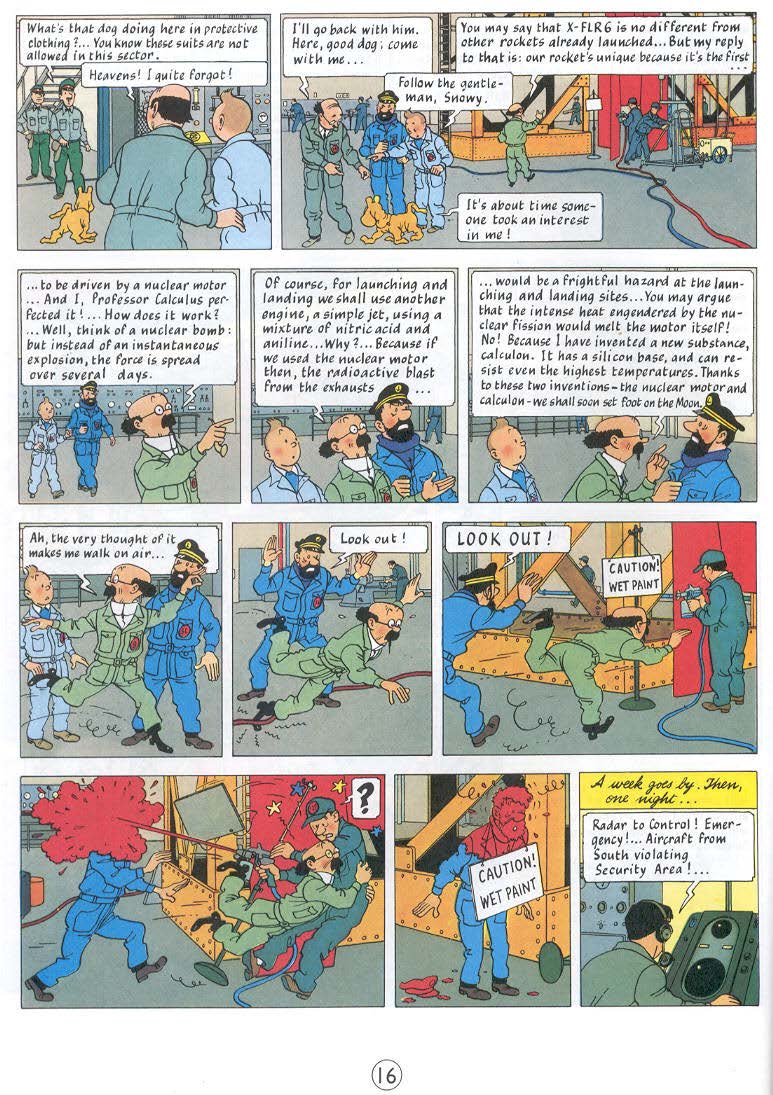 What's that dog doing here in protective
clothing?... You know these suits are not
allowed in this sector.
Heavens! I quite forgot!
I'll go back with him.
Here, good dog; come
with me...
Follow the gentle-
man, Snowy.
You may say that X-FLR6 is no different from
other rockets already launched... But my reply
to that is: our rocket's unique because it's the first
...
It's about time some-
one took an interest
in me!
...to be driven by a nuclear motor
... And I, Professor Calculus per-
fected it!... How does it work?
...Well, think of a nuclear bomb:
but instead of an instantaneous
explosion, the force is spread
over several days.
Of course, for launching and
landing we shall use another
engine, a simple jet, using a
mixture of nitric acid and
aniline... Why?... Because if
we used the nuclear motor
then, the radioactive blast
from the exhausts ...
...would be a frightful hazard at the laun-
ching and landing sites... You may argue
that the intense heat engendered by the nu-
clear fission would melt the motor itself!
No! Because I have invented a new substance,
calculon. It has a silicon base, and can re-
sist even the highest temperatures. Thanks
to these two inventions - the nuclear motor and
calculon - we shall soon set foot on the Moon.
Ah, the very thought of it
makes me walk on air...
Look out!
LOOK OUT!
CAUTION!
WET PAINT
?
CAUTION!
WET PAINT
A week goes by. Then,
one night...
Radar to Control! Emer-
gency!... Aircraft from
South violating
Security Area!...
16